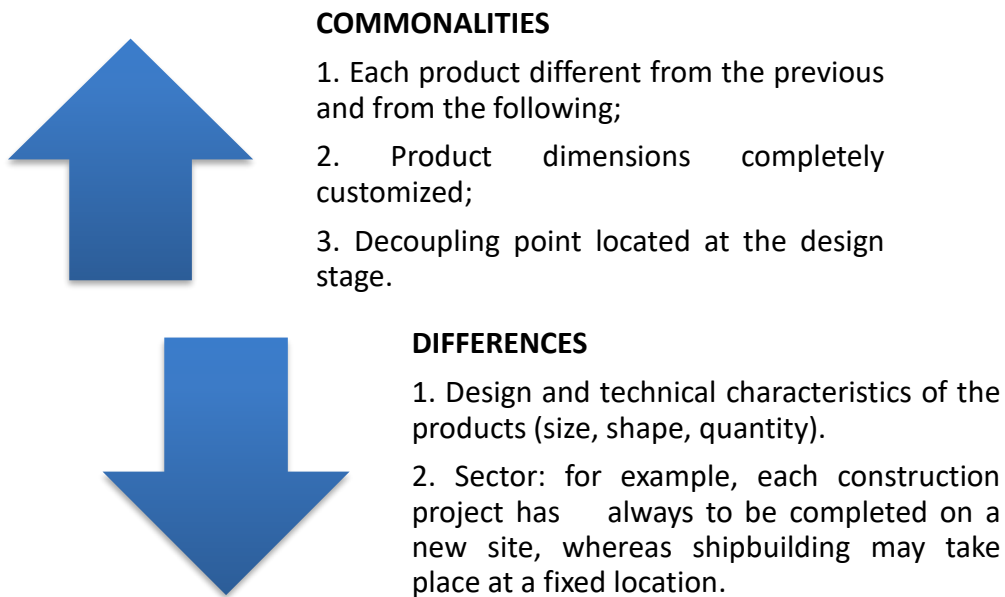 COMMONALITIES
1. Each product different from the previous
and from the following;
2. Product dimensions completely
customized;
3. Decoupling point located at the design
stage.
DIFFERENCES
1. Design and technical characteristics of the
products (size, shape, quantity).
2. Sector: for example, each construction
project has always to be completed on a
new site, whereas shipbuilding may take
place at a fixed location.